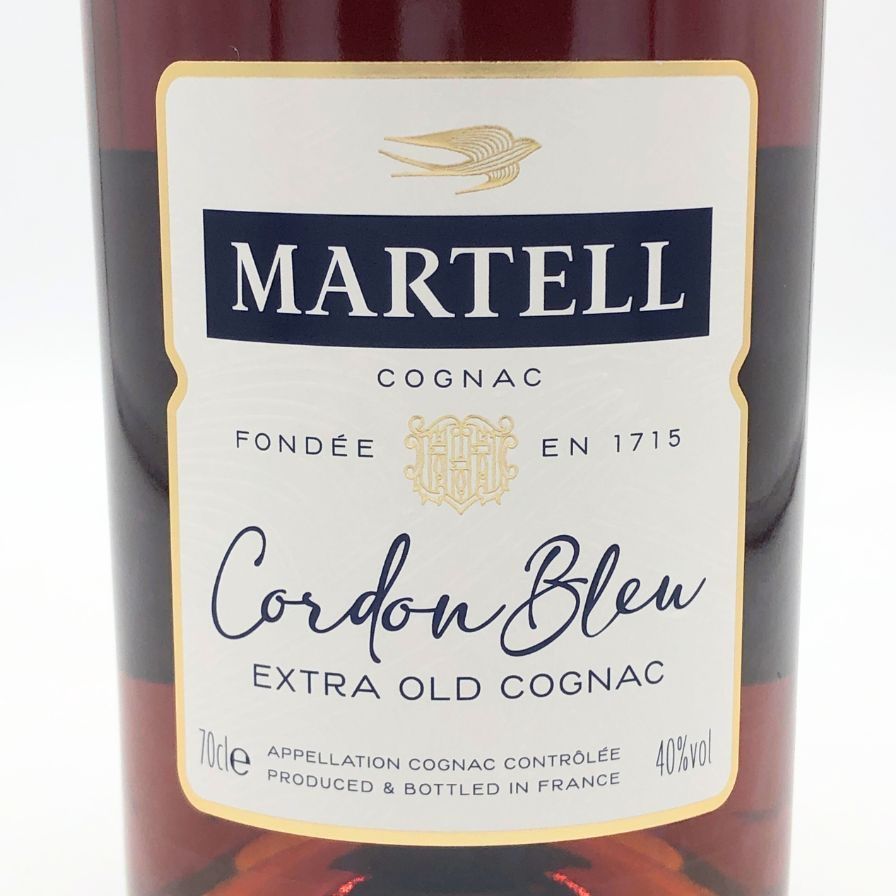 MARTELL
COGNAC
FONDÉE EN 1715
Cordon Bleu
EXTRA OLD COGNAC
70cl℮ APPELLATION COGNAC CONTRÔLÉE 40%vol
PRODUCED & BOTTLED IN FRANCE